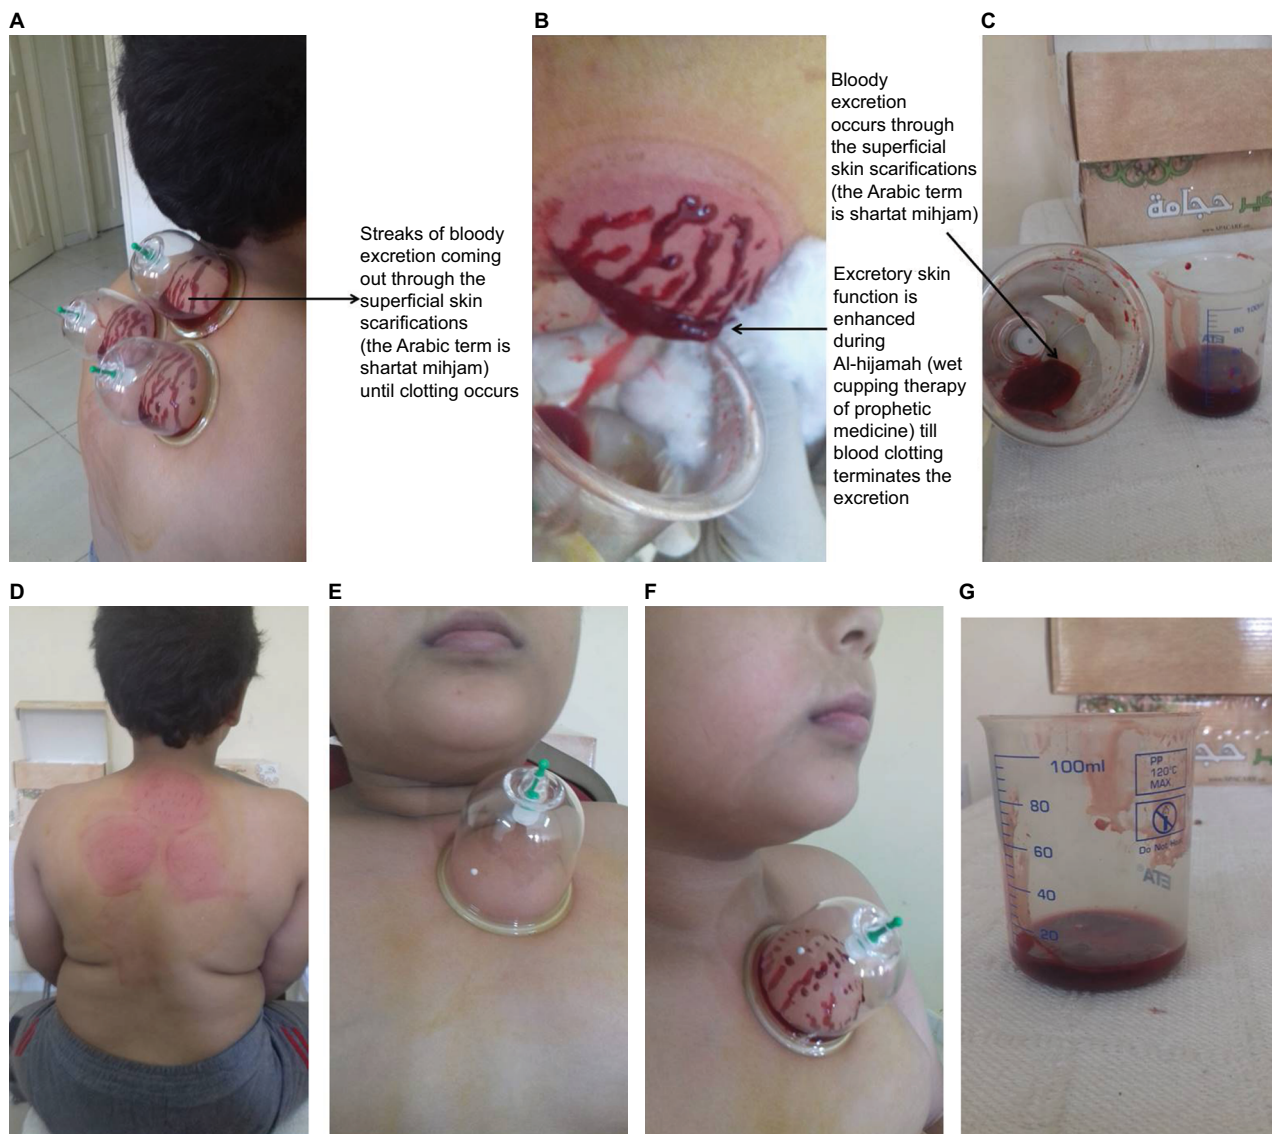 A
B
C
Streaks of bloody
excretion coming
out through the
superficial skin
scarifications
(the Arabic term is
shartat mihjam)
until clotting occurs
Bloody
excretion
occurs through
the superficial
skin scarifications
(the Arabic term
is shartat mihjam)
Excretory skin
function is
enhanced
during
Al-hijamah (wet
cupping therapy
of prophetic
medicine) till
blood clotting
terminates the
excretion
حجامة
80
ETA
D
E
F
G
100ml
80
60
40
20
PP
120°C
MAX
Do Not
ETA